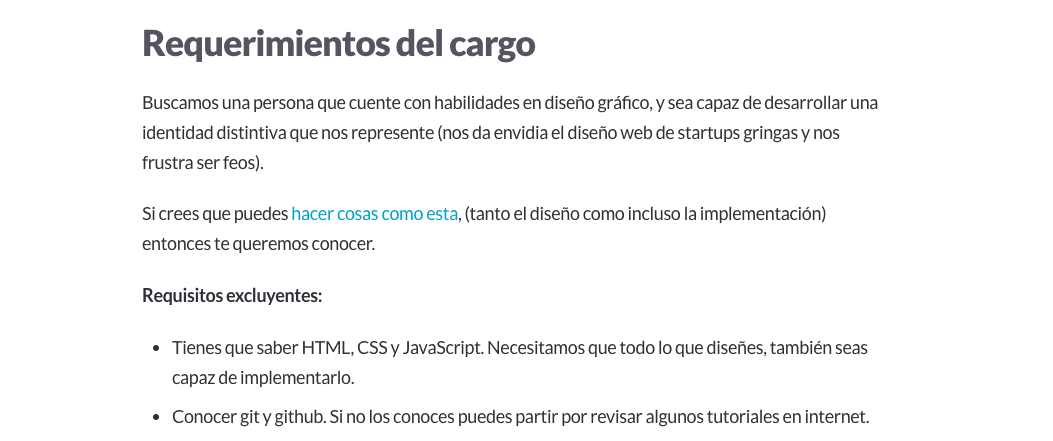 Requerimientos del cargo
Buscamos una persona que cuente con habilidades en diseño gráfico, y sea capaz de desarrollar una
identidad distintiva que nos represente (nos da envidia el diseño web de startups gringas y nos
frustra ser feos).
Si crees que puedes hacer cosas como esta, (tanto el diseño como incluso la implementación)
entonces te queremos conocer.
Requisitos excluyentes:
• Tienes que saber HTML, CSS y JavaScript. Necesitamos que todo lo que diseñes, también seas
capaz de implementarlo.
• Conocer git y github. Si no los conoces puedes partir por revisar algunos tutoriales en internet.